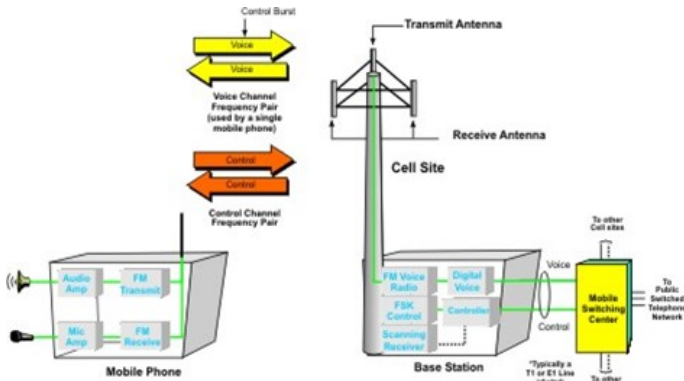 Control Burst
Voice
Voice
Voice Channel
Frequency Pair
(used by a single
mobile phone)
Control
Control
Control Channel
Frequency Pair
Transmit Antenna
Receive Antenna
Cell Site
Audio
Amp
FM
Transmit
Mic
Amp
FM
Receive
Mobile Phone
FM Voice
Radio
Digital
Voice
FSK
Control
Controller
Scanning
Receiver
Base Station
Voice
Control
*Typically a
T1 or E1 Line
To other
Cell sites
Mobile
Switching
Center
To
Public
Switched
Telephone
Network
To other